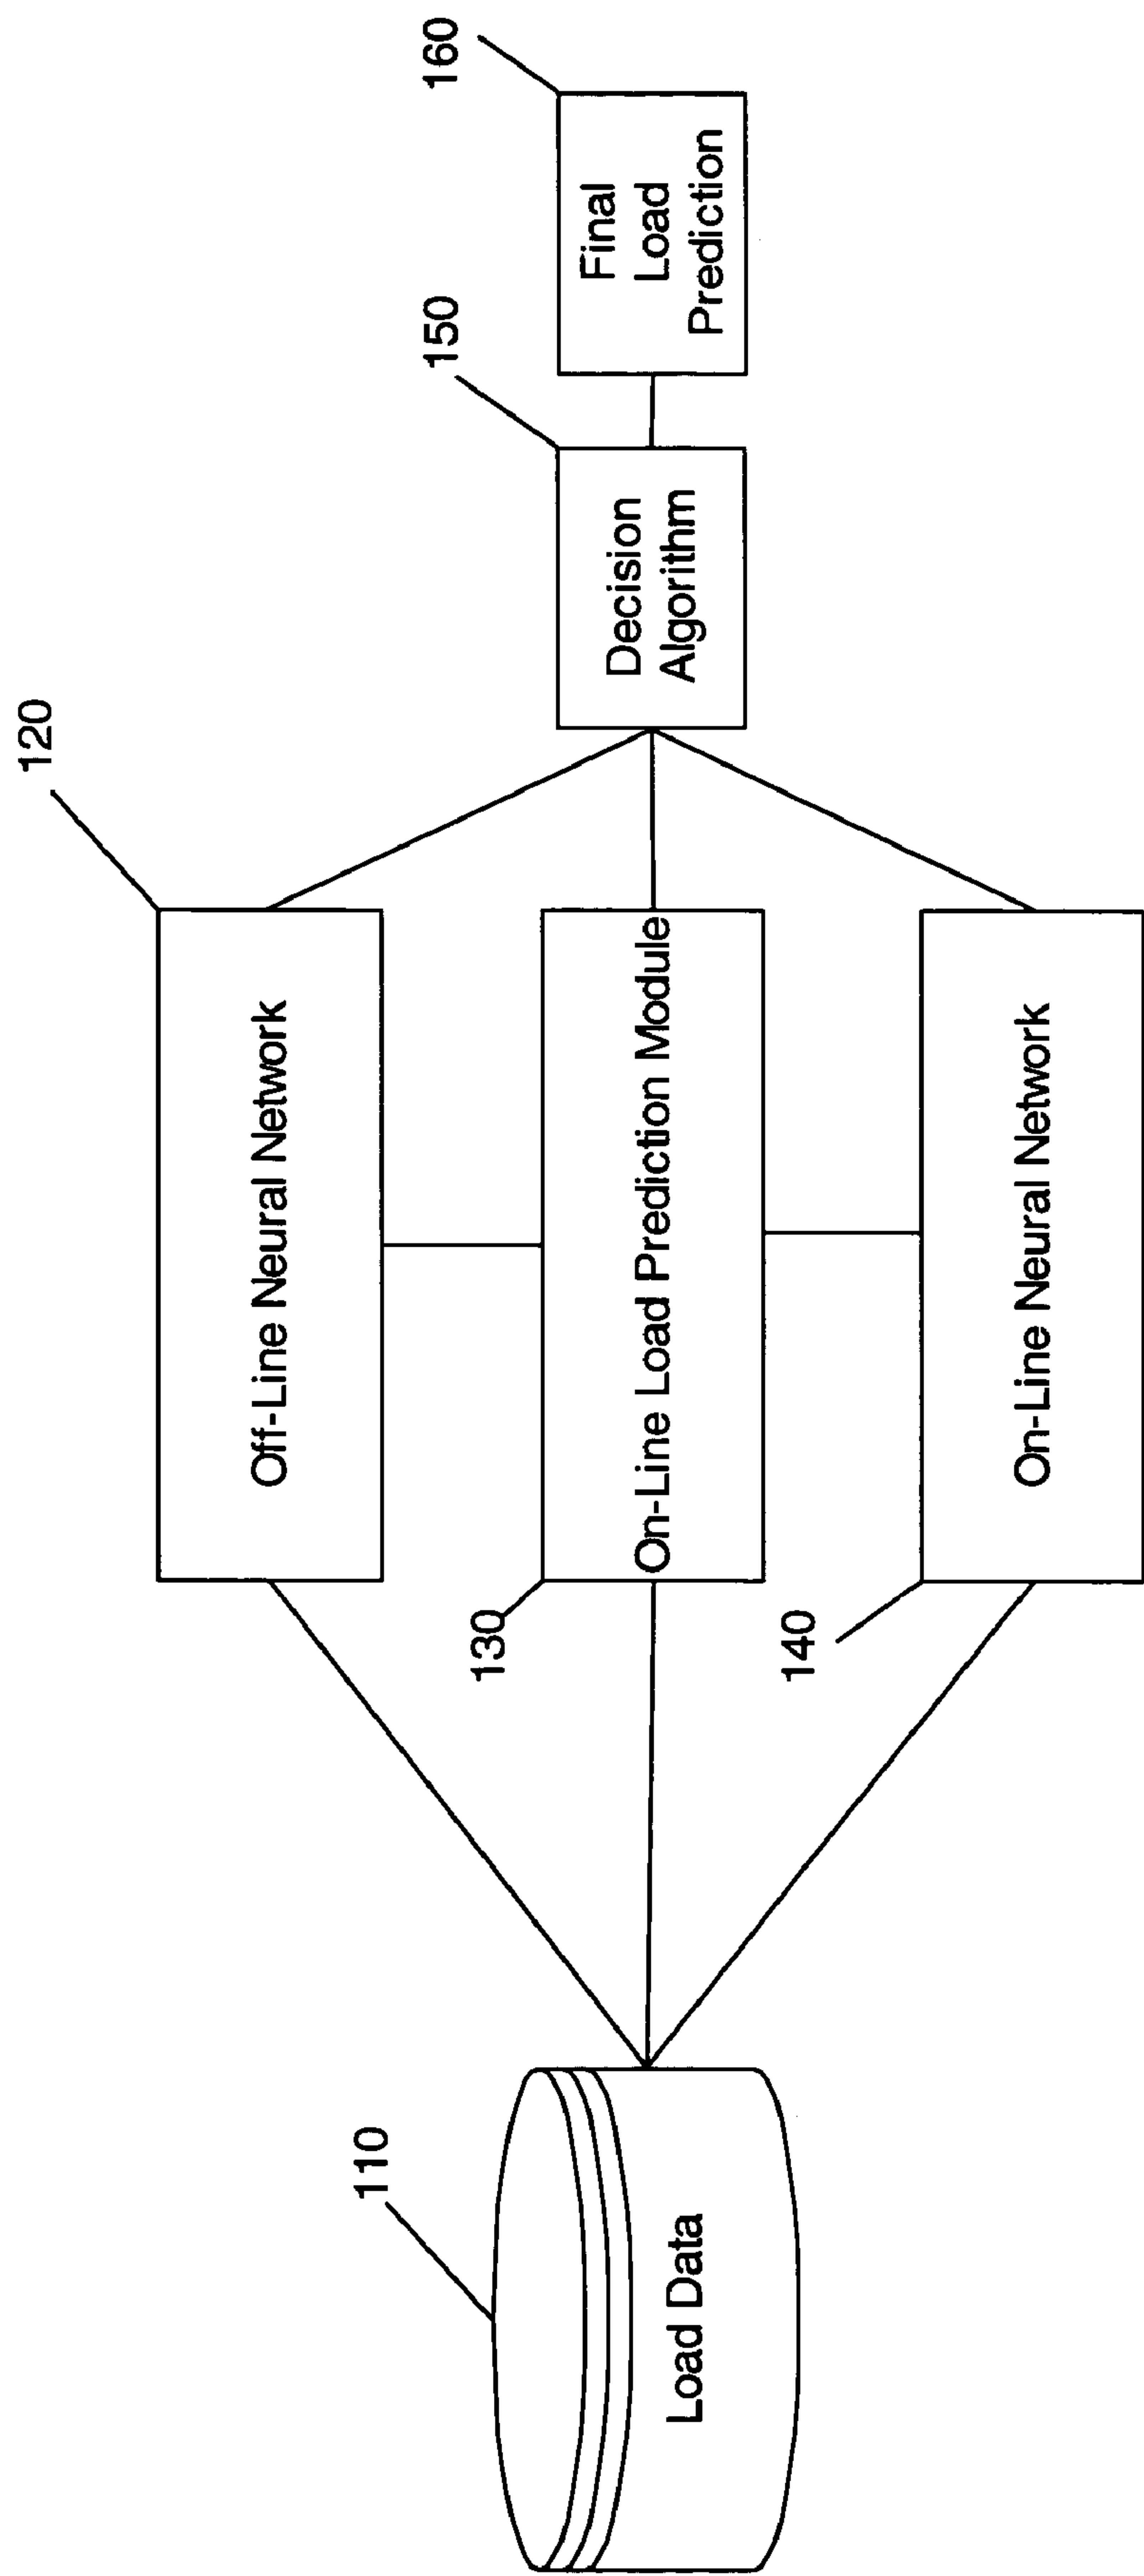 120
Off-Line Neural Network
110
Load Data
130
On-Line Load Prediction Module
150
Decision
Algorithm
160
Final
Load
Prediction
140
On-Line Neural Network